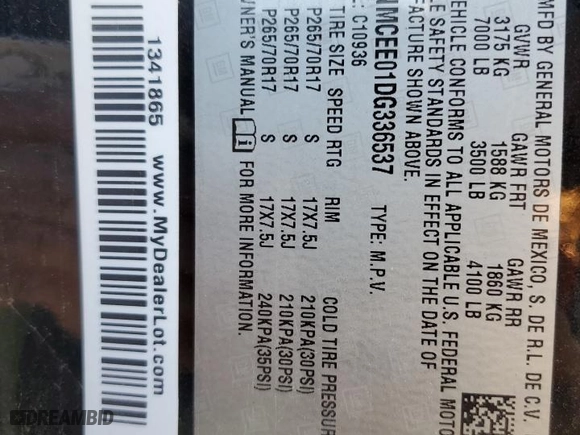 MFD BY GENERAL MOTORS DE MEXICO, S. DE R.L. DE C.V.
GVWR GAWR FRT GAWR RR
3175 KG 1588 KG 1860 KG
7000 LB 3500 LB 4100 LB
VEHICLE CONFORMS TO ALL APPLICABLE U.S. FEDERAL MOTO
LE SAFETY STANDARDS IN EFFECT ON THE DATE OF
FACTURE SHOWN ABOVE.
NMCEE01DG336537 TYPE: M.P.V.
: C10936
TIRE SIZE SPEED RTG RIM COLD TIRE PRESSUR
P265/70R17 S 17X7.5J 210KPA(30PSI)
P265/70R17 S 17X7.5J 210KPA(30PSI)
P265/70R17 S 17X7.5J 240KPA(35PSI)
WNER'S MANUAL FOR MORE INFORMATION.
1341865 www.MyDealerLot.com
DREAMBID